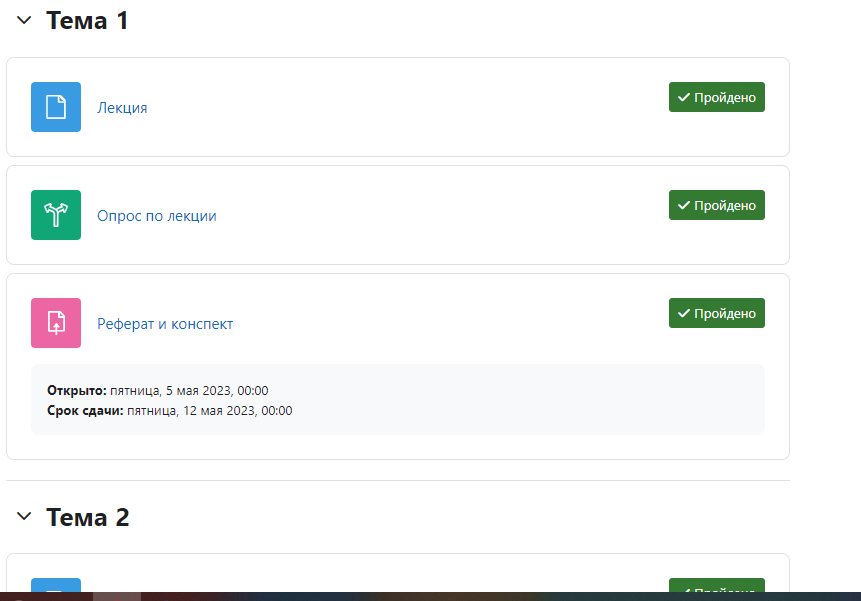 Тема 1
Лекция
Пройдено
Опрос по лекции
Пройдено
Реферат и конспект
Пройдено
Открыто: пятница, 5 мая 2023, 00:00
Срок сдачи: пятница, 12 мая 2023, 00:00
Тема 2
Пройдено